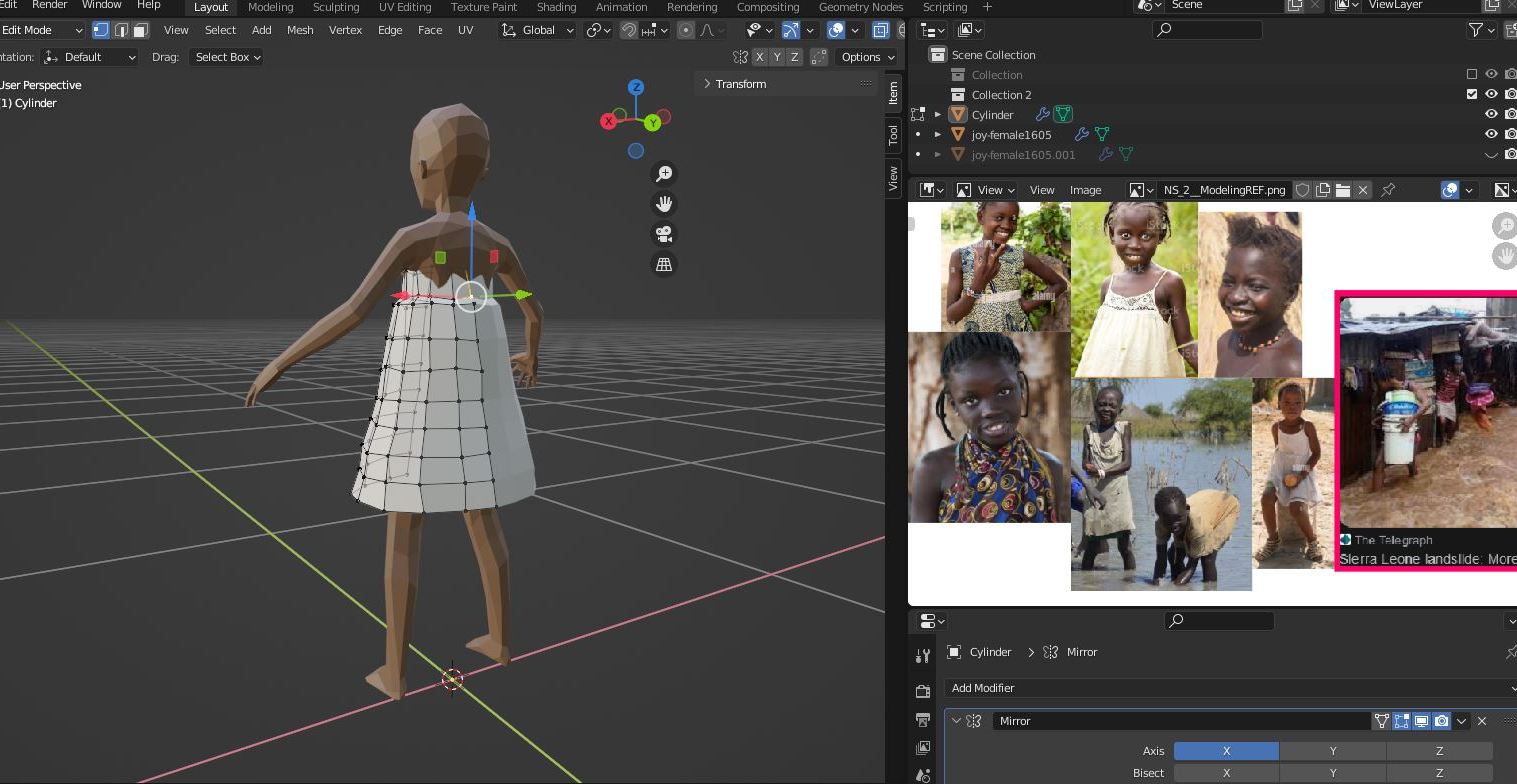 Edit Render Window Help Layout Modeling Sculpting UV Editing Texture Paint Shading Animation Rendering Compositing Geometry Nodes Scripting + Scene ViewLayer
Edit Mode View Select Add Mesh Vertex Edge Face UV Global
Default Drag: Select Box X Y Z Options
User Perspective
(1) Cylinder
Transform
Item
Tool
View
Z
X
Y
Scene Collection
Collection
Collection 2
Cylinder
joy-female1605
joy-female1605.001
View View Image NS_2__ModelingREF.png
alamy
The Telegraph
Sierra Leone landslide: More
Cylinder > Mirror
Add Modifier
Mirror
Axis X Y Z
Bisect X Y Z